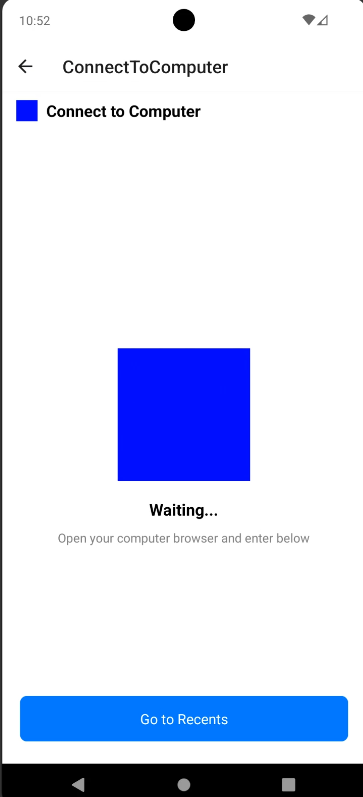 10:52
ConnectToComputer
Connect to Computer
Waiting...
Open your computer browser and enter below
Go to Recents